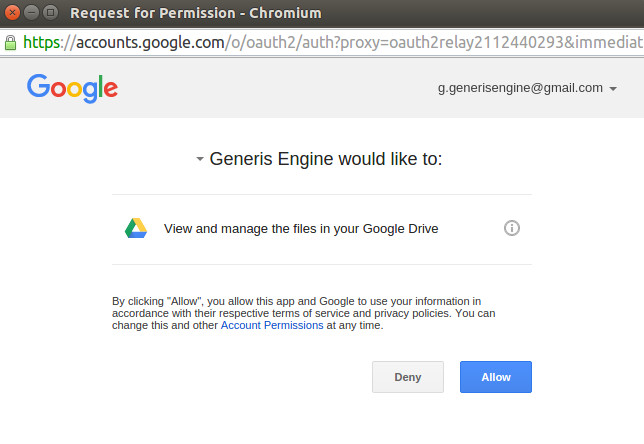 Request for Permission - Chromium
https://accounts.google.com/o/oauth2/auth?proxy=oauth2relay2112440293&immediat
Google
g.generisengine@gmail.com
Generis Engine would like to:
View and manage the files in your Google Drive
By clicking "Allow", you allow this app and Google to use your information in
accordance with their respective terms of service and privacy policies. You can
change this and other Account Permissions at any time.
Deny
Allow